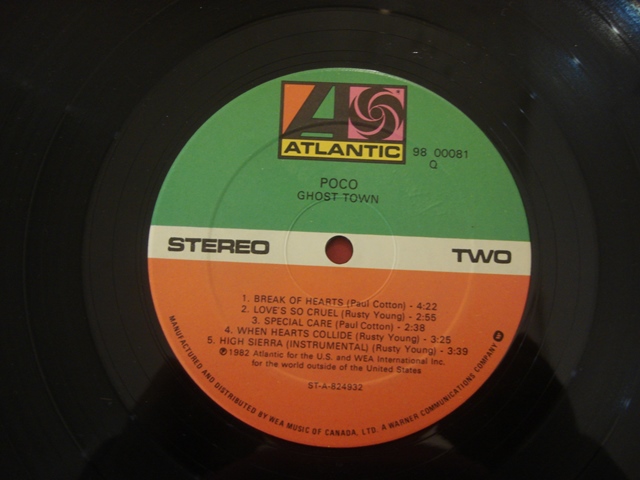 ATLANTIC
98 00081
Q
POCO
GHOST TOWN
STEREO
TWO
1. BREAK OF HEARTS (Paul Cotton) - 4:22
2. LOVE'S SO CRUEL (Rusty Young) - 2:55
3. SPECIAL CARE (Paul Cotton) - 2:38
4. WHEN HEARTS COLLIDE (Rusty Young) - 3:25
5. HIGH SIERRA (INSTRUMENTAL) (Rusty Young) - 3:39
℗1982 Atlantic for the U.S. and WEA International Inc.
for the world outside of the United States
ST-A-824932
MANUFACTURED AND DISTRIBUTED BY WEA MUSIC OF CANADA, LTD. A WARNER COMMUNICATIONS COMPANY